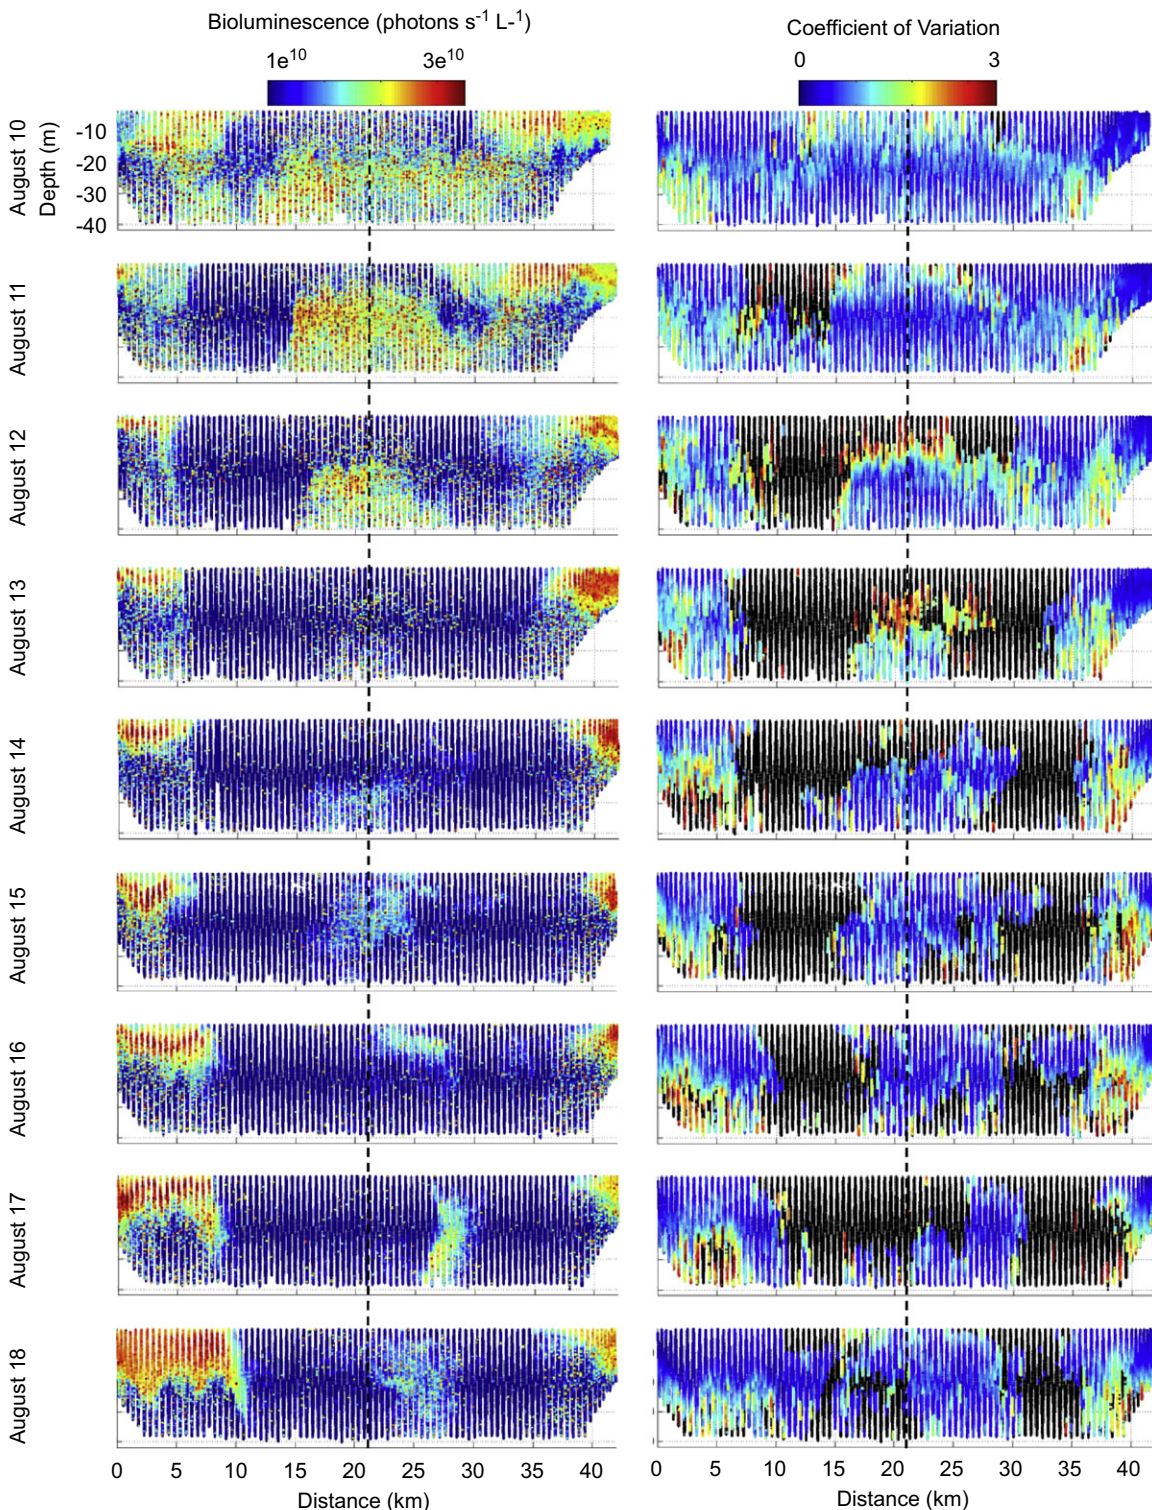 Bioluminescence (photons s⁻¹ L-¹)
1e¹⁰ 3e¹⁰
Coefficient of Variation
0 3
August 10
Depth (m)
-10
-20
-30
-40
August 11
August 12
August 13
August 14
August 15
August 16
August 17
August 18
0 5 10 15 20 25 30 35 40
Distance (km)
0 5 10 15 20 25 30 35 40
Distance (km)